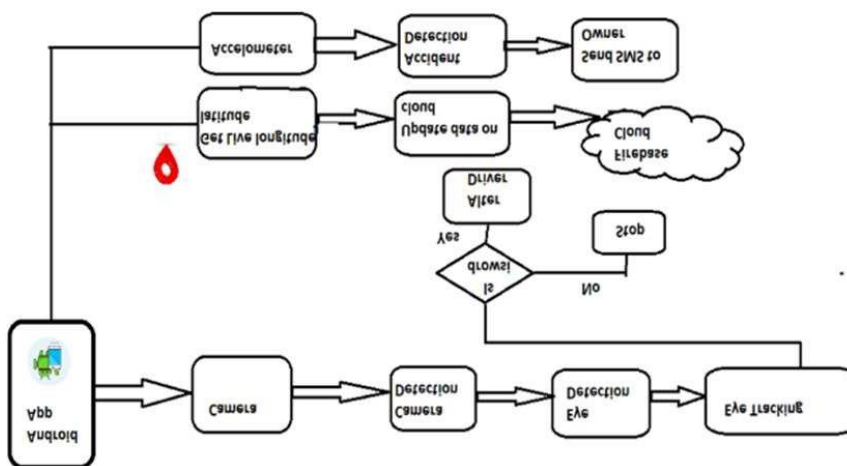 Android
App
Camera
Camera
Detection
Eye
Detection
Eye Tracking
Is
drowsi
No
Stop
Yes
Alter
Driver
Get Live longitude
latitude
Update data on
cloud
Firebase
Cloud
Accelometer
Accident
Detection
Send SMS to
Owner